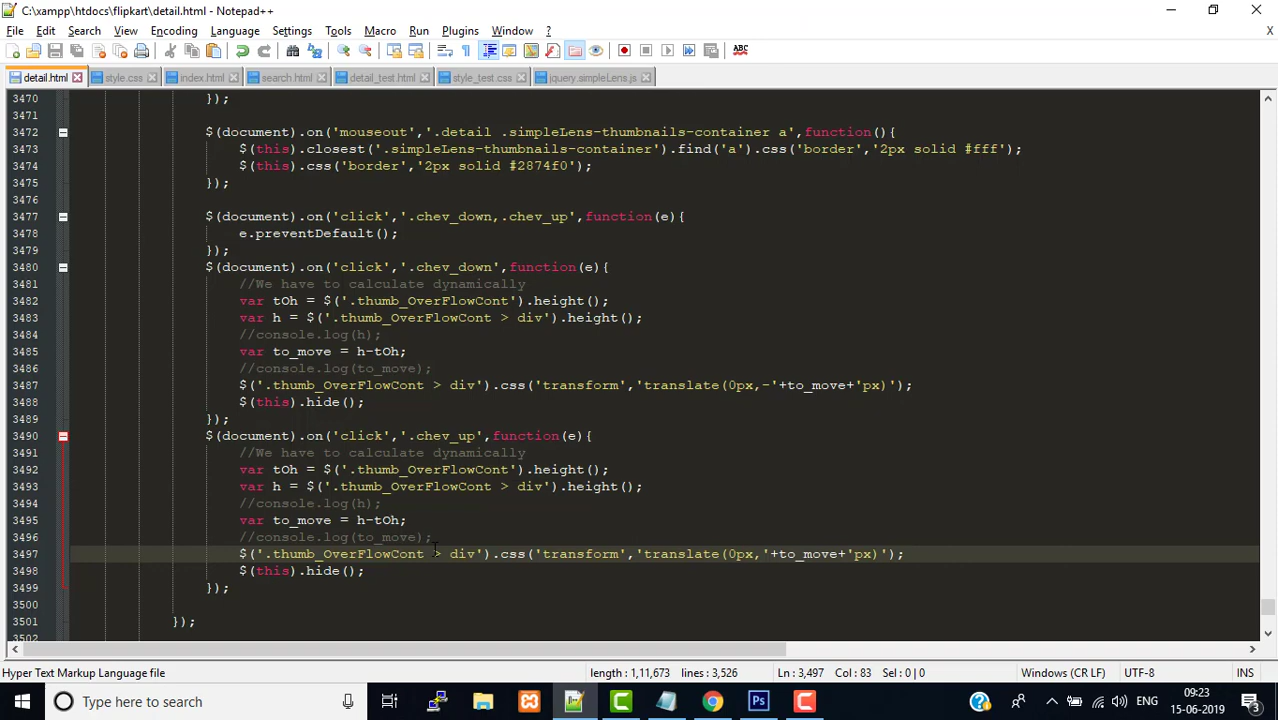 C:\xampp\htdocs\flipkart\detail.html - Notepad++
File Edit Search View Encoding Language Settings Tools Macro Run Plugins Window ?
detail.html style.css index.html search.html detail_test.html style_test.css jquery.simpleLens.js
3470 });
3471
3472 $(document).on('mouseout','.detail .simpleLens-thumbnails-container a',function(){
3473 $(this).closest('.simpleLens-thumbnails-container').find('a').css('border','2px solid #fff');
3474 $(this).css('border','2px solid #2874f0');
3475 });
3476
3477 $(document).on('click','.chev_down,.chev_up',function(e){
3478 e.preventDefault();
3479 });
3480 $(document).on('click','.chev_down',function(e){
3481 //We have to calculate dynamically
3482 var tOh = $('.thumb_OverFlowCont').height();
3483 var h = $('.thumb_OverFlowCont > div').height();
3484 //console.log(h);
3485 var to_move = h-tOh;
3486 //console.log(to_move);
3487 $('.thumb_OverFlowCont > div').css('transform','translate(0px,-'+to_move+'px)');
3488 $(this).hide();
3489 });
3490 $(document).on('click','.chev_up',function(e){
3491 //We have to calculate dynamically
3492 var tOh = $('.thumb_OverFlowCont').height();
3493 var h = $('.thumb_OverFlowCont > div').height();
3494 //console.log(h);
3495 var to_move = h-tOh;
3496 //console.log(to_move);
3497 $('.thumb_OverFlowCont > div').css('transform','translate(0px,'+to_move+'px)');
3498 $(this).hide();
3499 });
3500
3501 });
3502
Hyper Text Markup Language file length : 1,11,673 lines : 3,526 Ln : 3,497 Col : 83 Sel : 0 | 0 Windows (CR LF) UTF-8 INS
Type here to search Ps ENG 09:23
15-06-2019 3